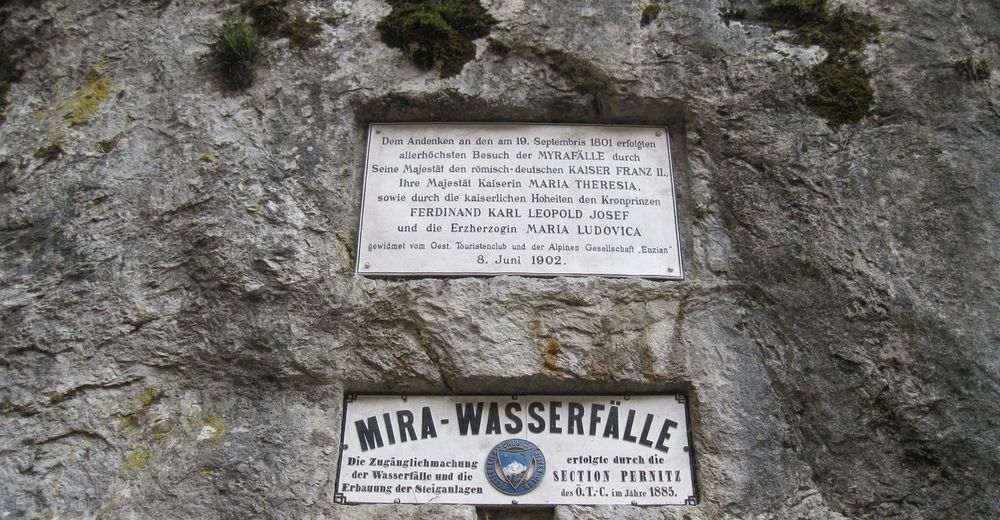 Dem Andenken an den am 19. Septembris 1801 erfolgten
allerhöchsten Besuch der MYRAFÄLLE durch
Seine Majestät den römisch-deutschen KAISER FRANZ II.,
Ihre Majestät Kaiserin MARIA THERESIA,
sowie durch die kaiserlichen Hoheiten den Kronprinzen
FERDINAND KARL LEOPOLD JOSEF
und die Erzherzogin MARIA LUDOVICA
gewidmet vom Oest. Touristenclub und der Alpinen Gesellschaft „Enzian"
8. Juni 1902.
MIRA-WASSERFÄLLE
Die Zugänglichmachung
der Wasserfälle und die
Erbauung der Steiganlagen
erfolgte durch die
SECTION PERNITZ
des Ö.T.-C. im Jahre 1885.